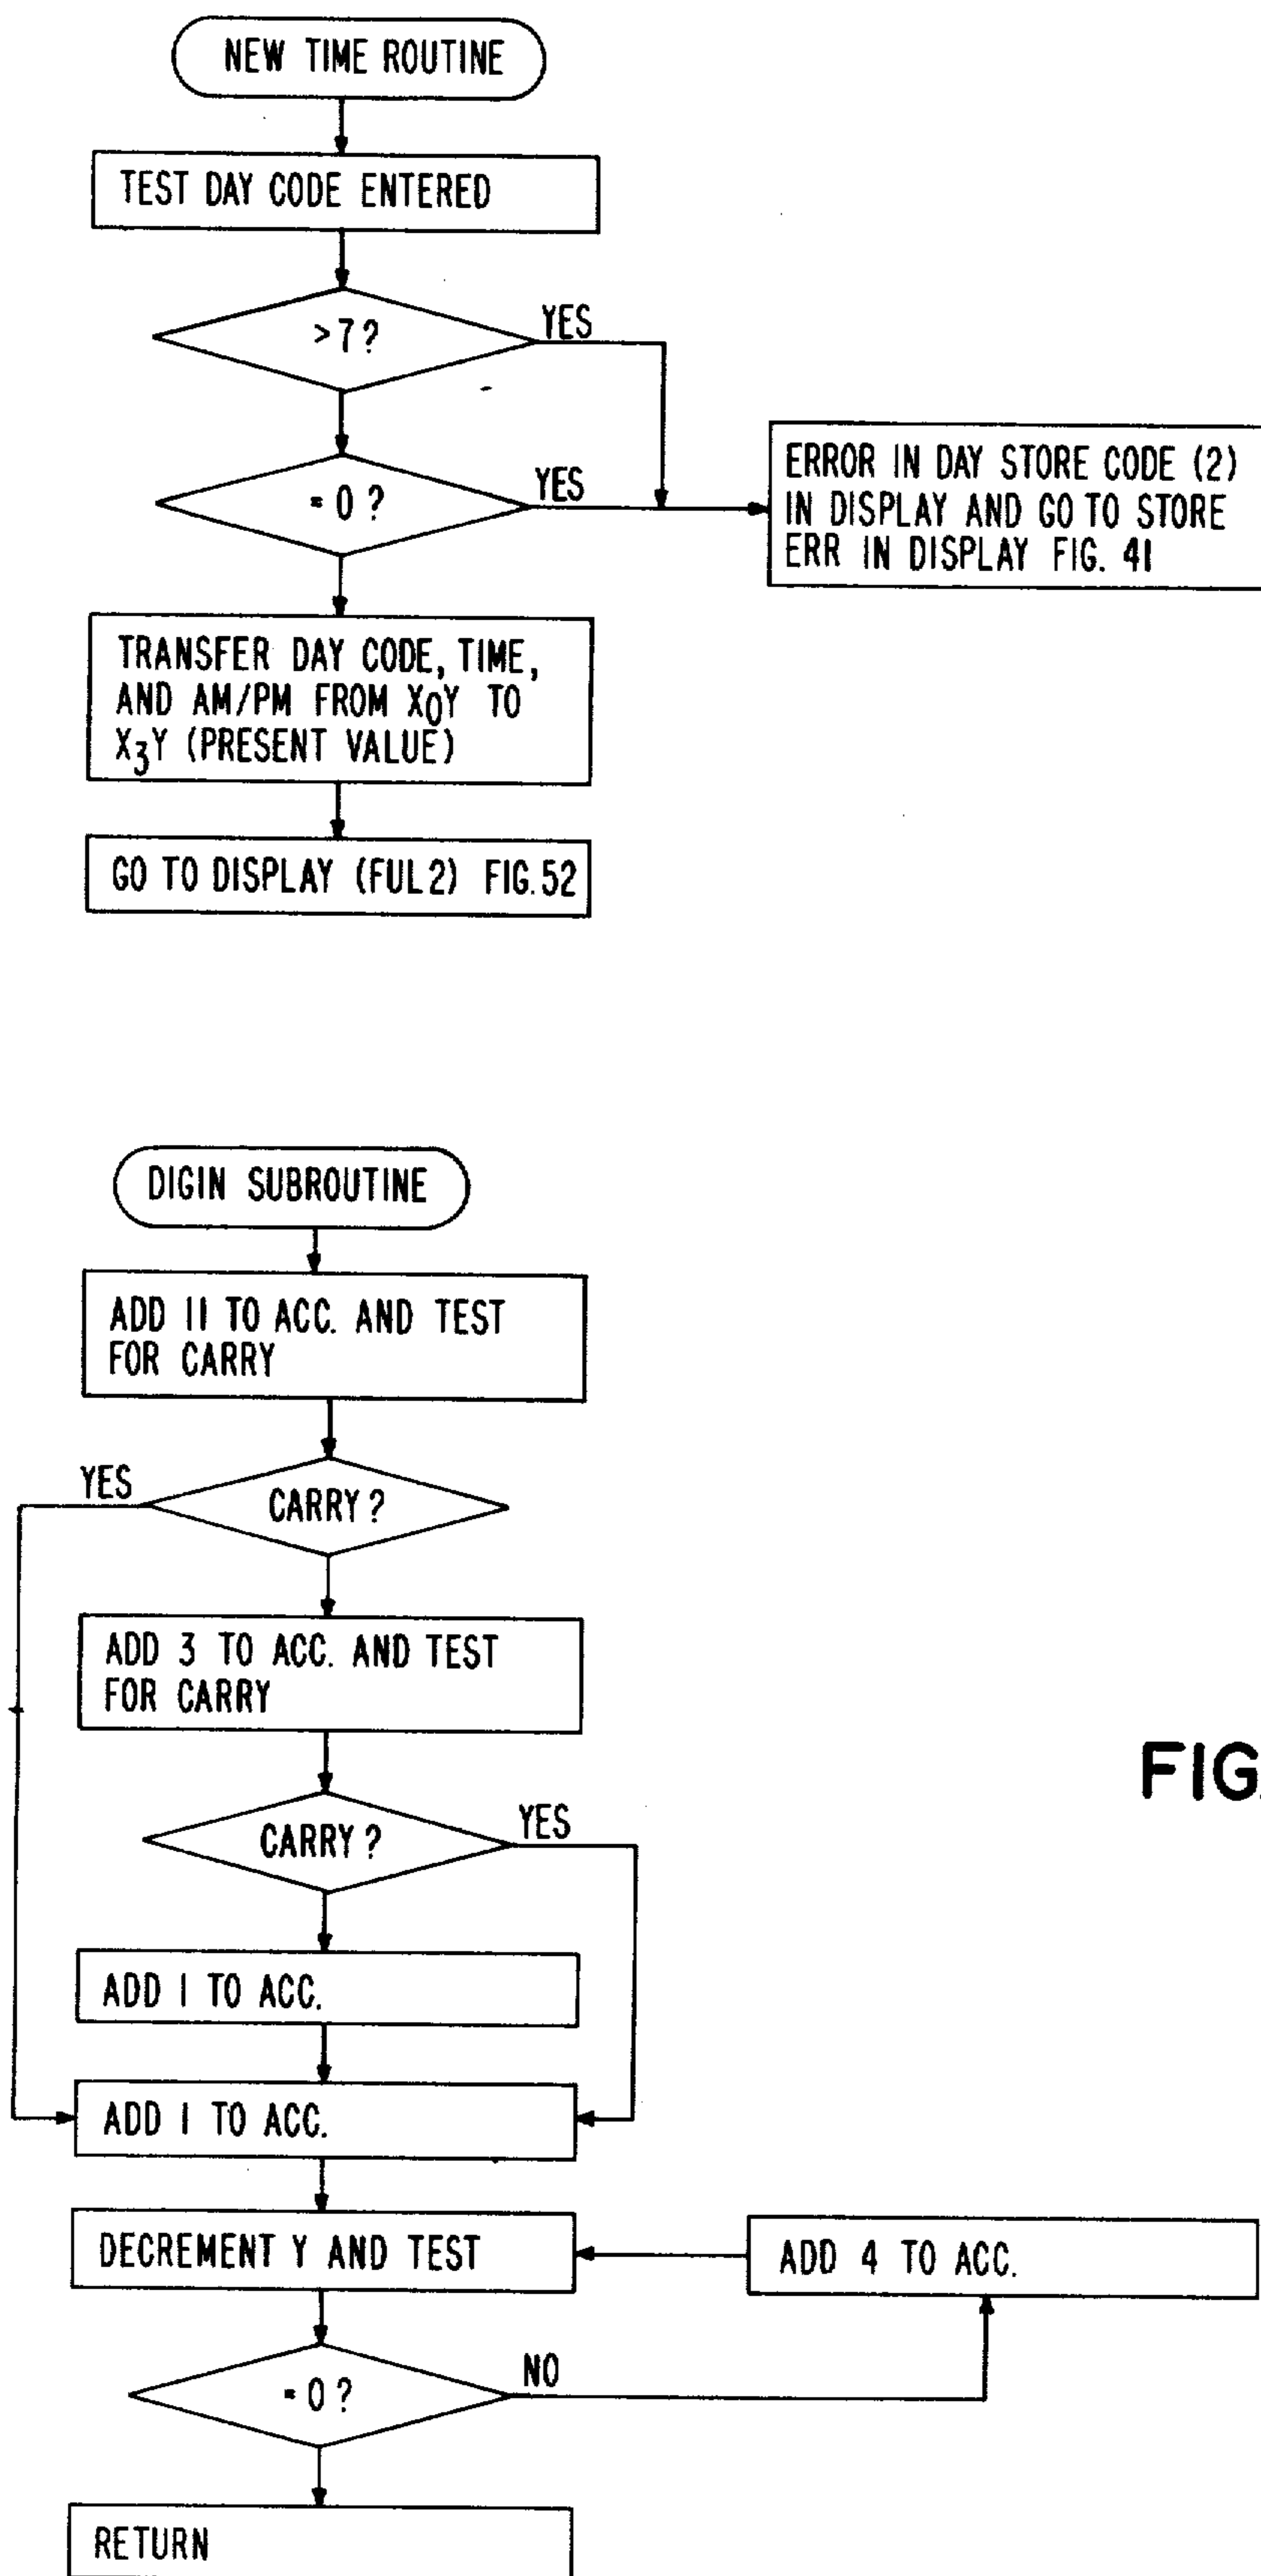 NEW TIME ROUTINE
TEST DAY CODE ENTERED
>7?
YES
=0?
YES
ERROR IN DAY STORE CODE (2)
IN DISPLAY AND GO TO STORE
ERR IN DISPLAY FIG. 41
TRANSFER DAY CODE, TIME,
AND AM/PM FROM X0Y TO
X3Y (PRESENT VALUE)
GO TO DISPLAY (FUL2) FIG. 52
DIGIN SUBROUTINE
ADD 11 TO ACC. AND TEST
FOR CARRY
YES
CARRY?
ADD 3 TO ACC. AND TEST
FOR CARRY
FIG.
CARRY?
YES
ADD 1 TO ACC.
ADD 1 TO ACC.
DECREMENT Y AND TEST
ADD 4 TO ACC.
=0?
NO
RETURN